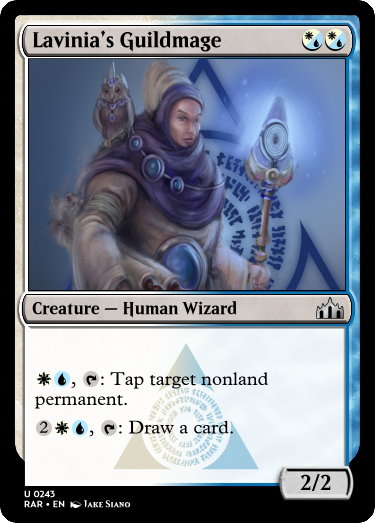 Lavinia's Guildmage
Creature — Human Wizard
, : Tap target nonland
permanent.
2 , : Draw a card.
2/2
U 0243
RAR • EN Jake Siano